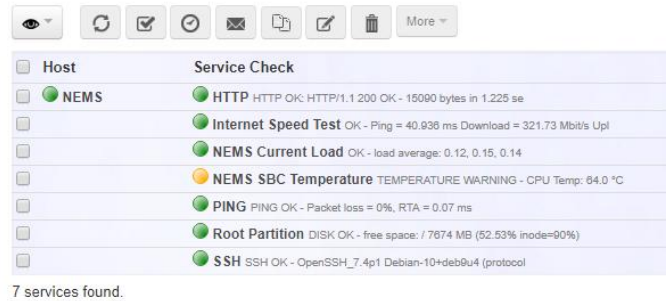 More
Host Service Check
NEMS HTTP HTTP OK: HTTP/1.1 200 OK - 15090 bytes in 1.225 se
Internet Speed Test OK - Ping = 40.936 ms Download = 321.73 Mbit/s Upl
NEMS Current Load OK - load average: 0.12, 0.15, 0.14
NEMS SBC Temperature TEMPERATURE WARNING - CPU Temp: 64.0 °C
PING PING OK - Packet loss = 0%, RTA = 0.07 ms
Root Partition DISK OK - free space: / 7674 MB (52.53% inode=90%)
SSH SSH OK - OpenSSH_7.4p1 Debian-10+deb9u4 (protocol
7 services found.